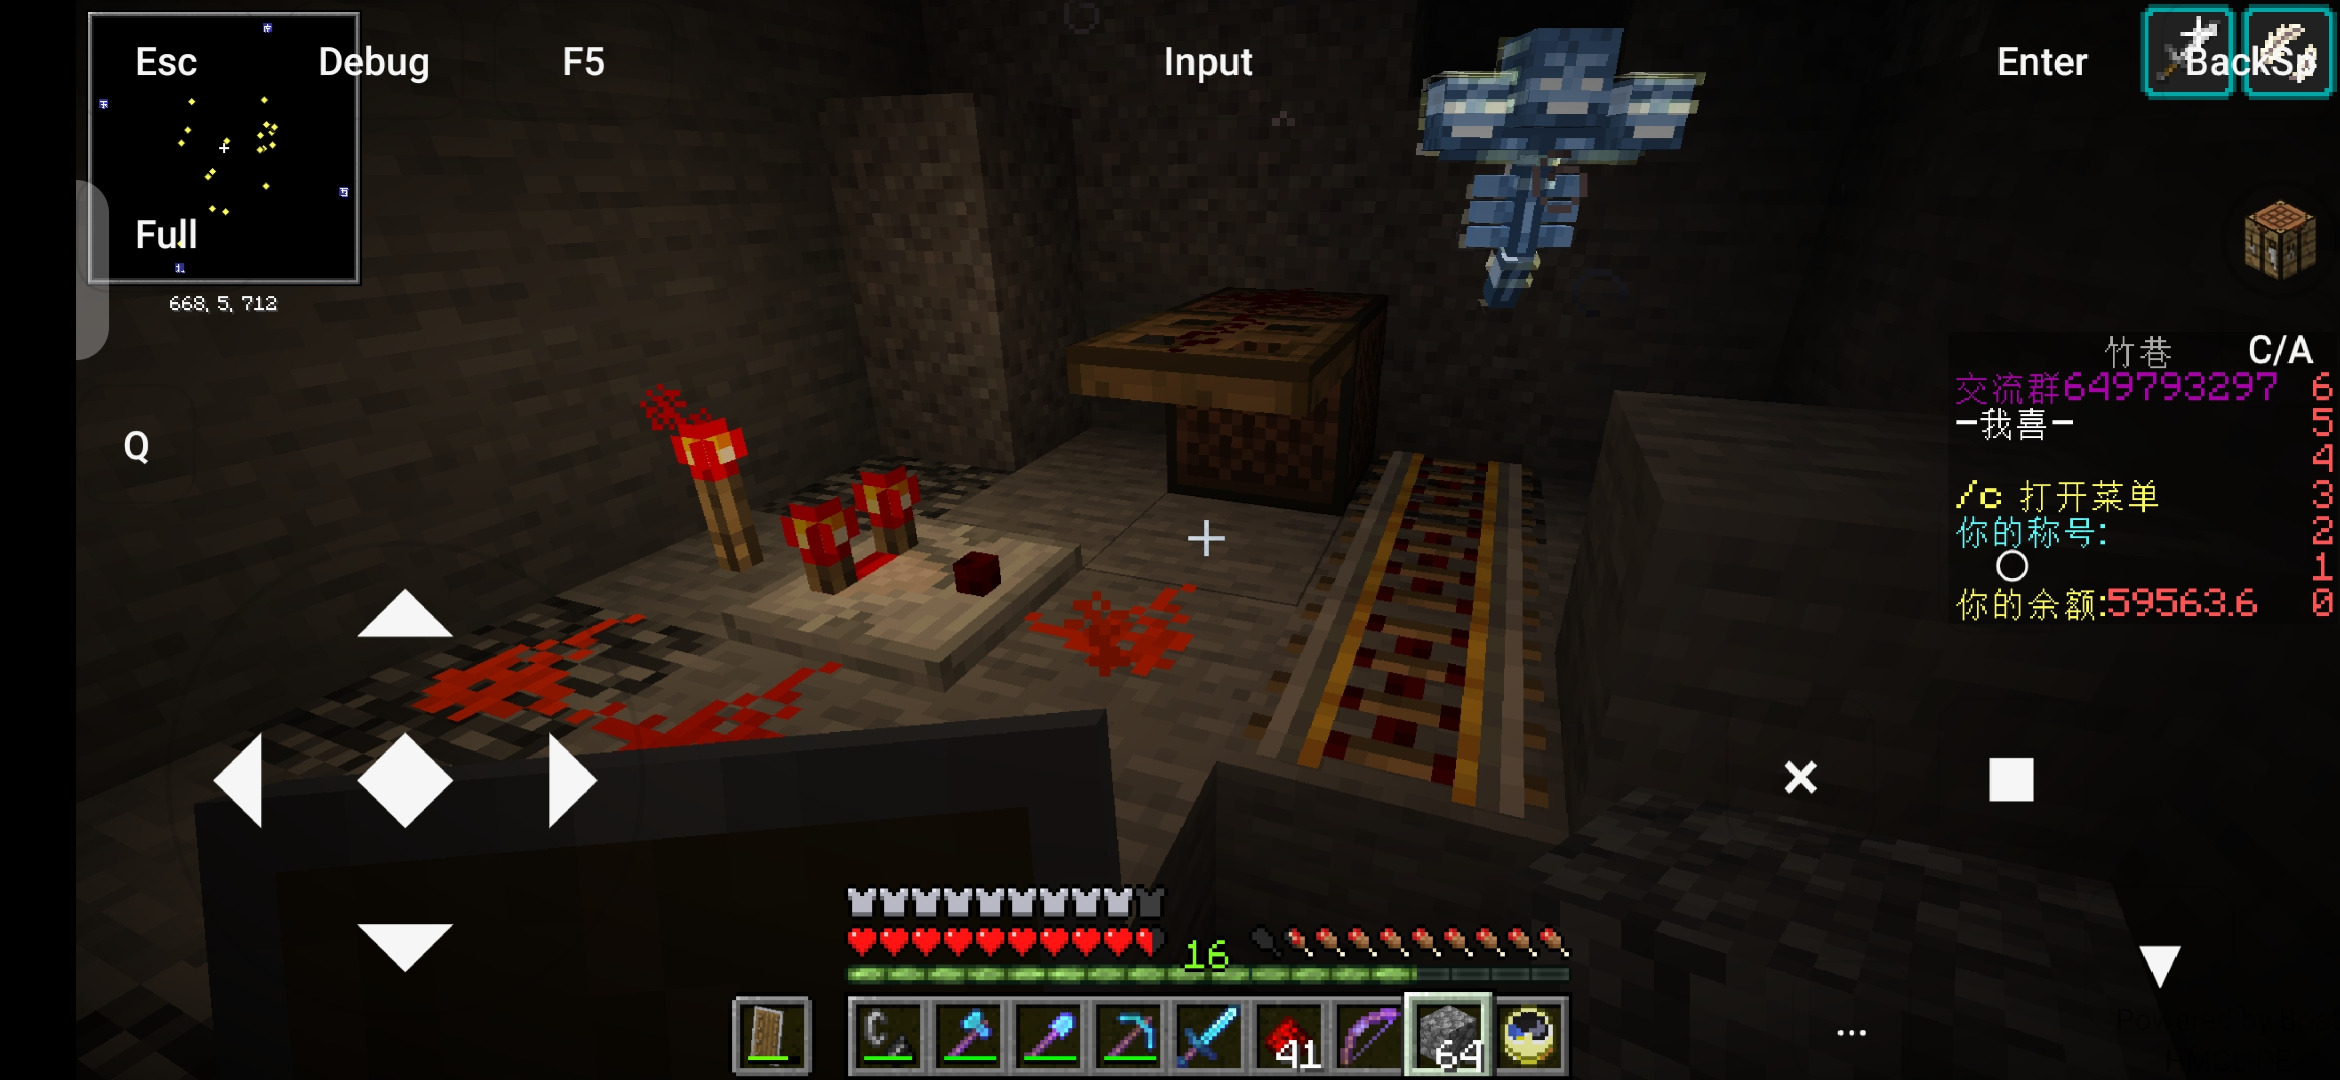 Esc Debug F5 Input Enter BackSp
Full
668, 5, 712
竹巷 C/A
交流群649793297 6
-我喜- 5
4
/c 打开菜单 3
你的称号: 2
1
你的余额:59563.6 0
Q
16
41 64
...